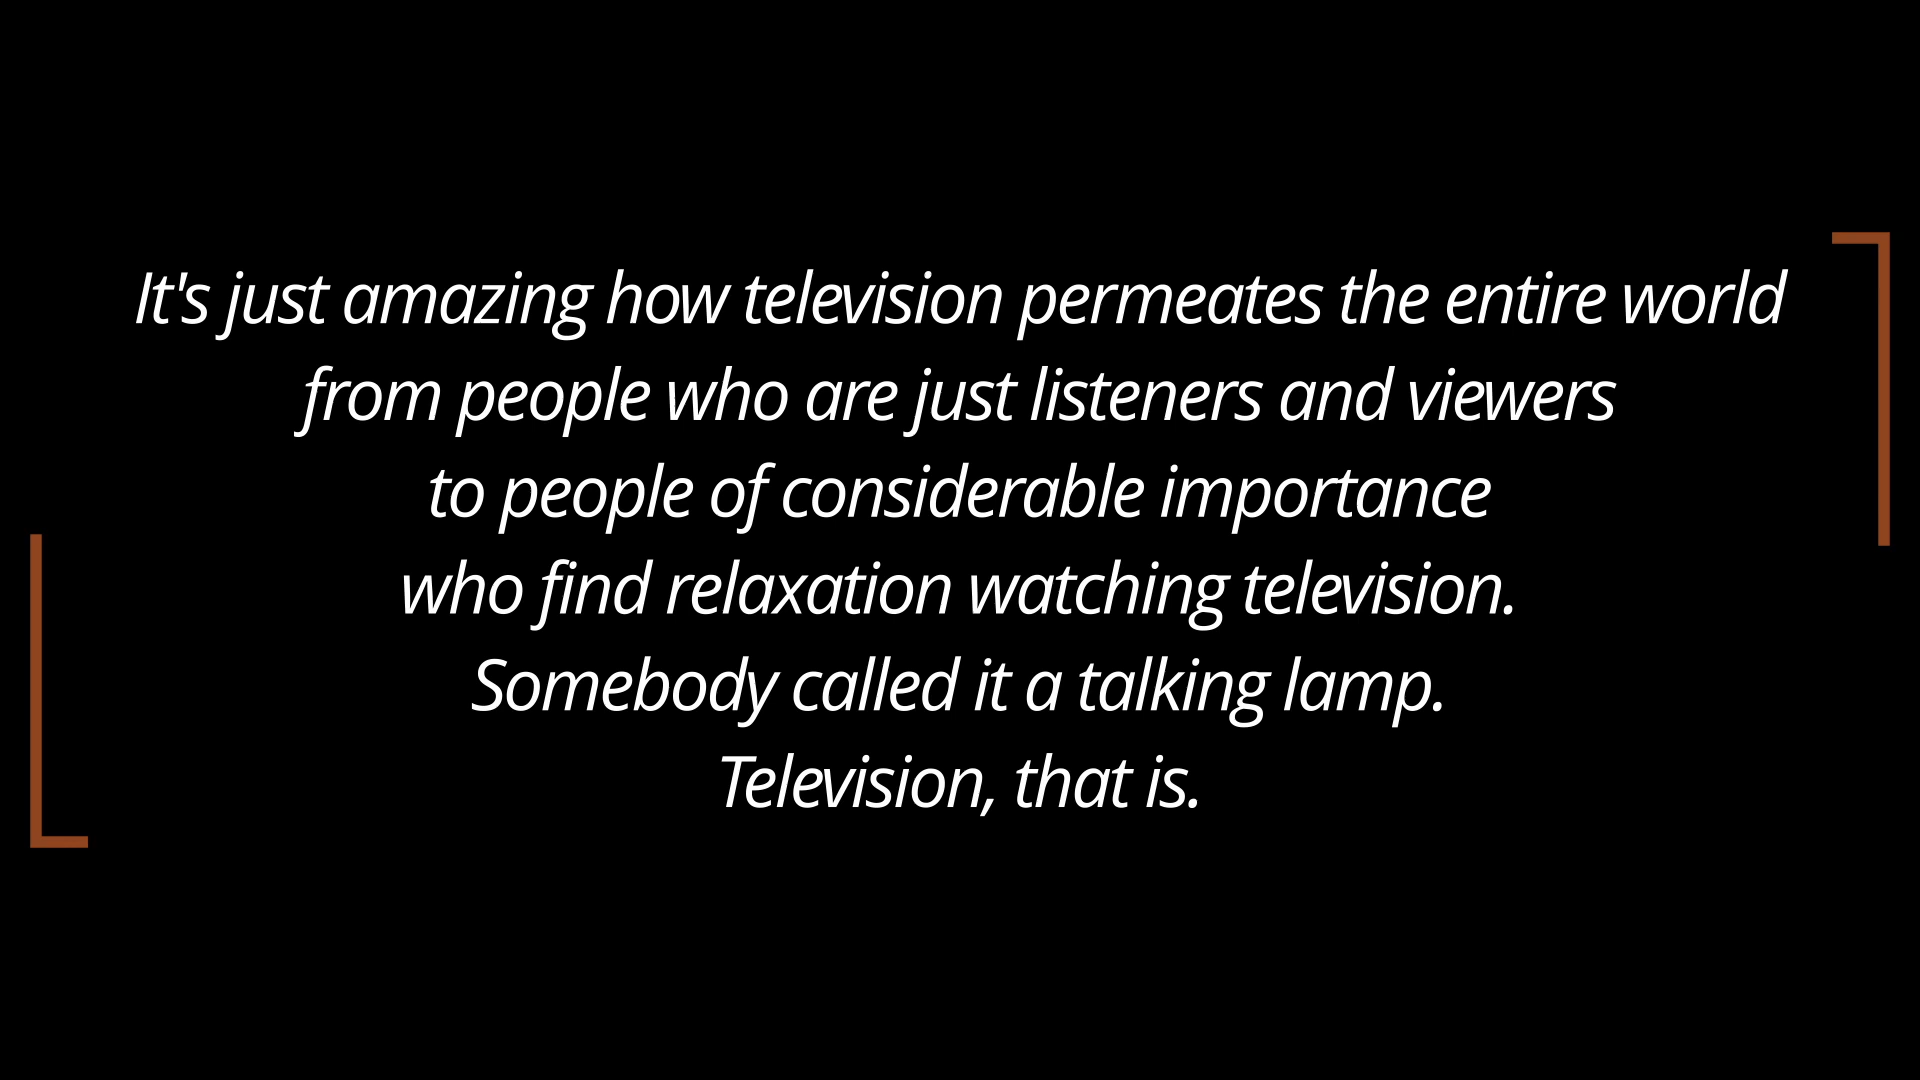 It's just amazing how television permeates the entire world
from people who are just listeners and viewers
to people of considerable importance
who find relaxation watching television.
Somebody called it a talking lamp.
Television, that is.